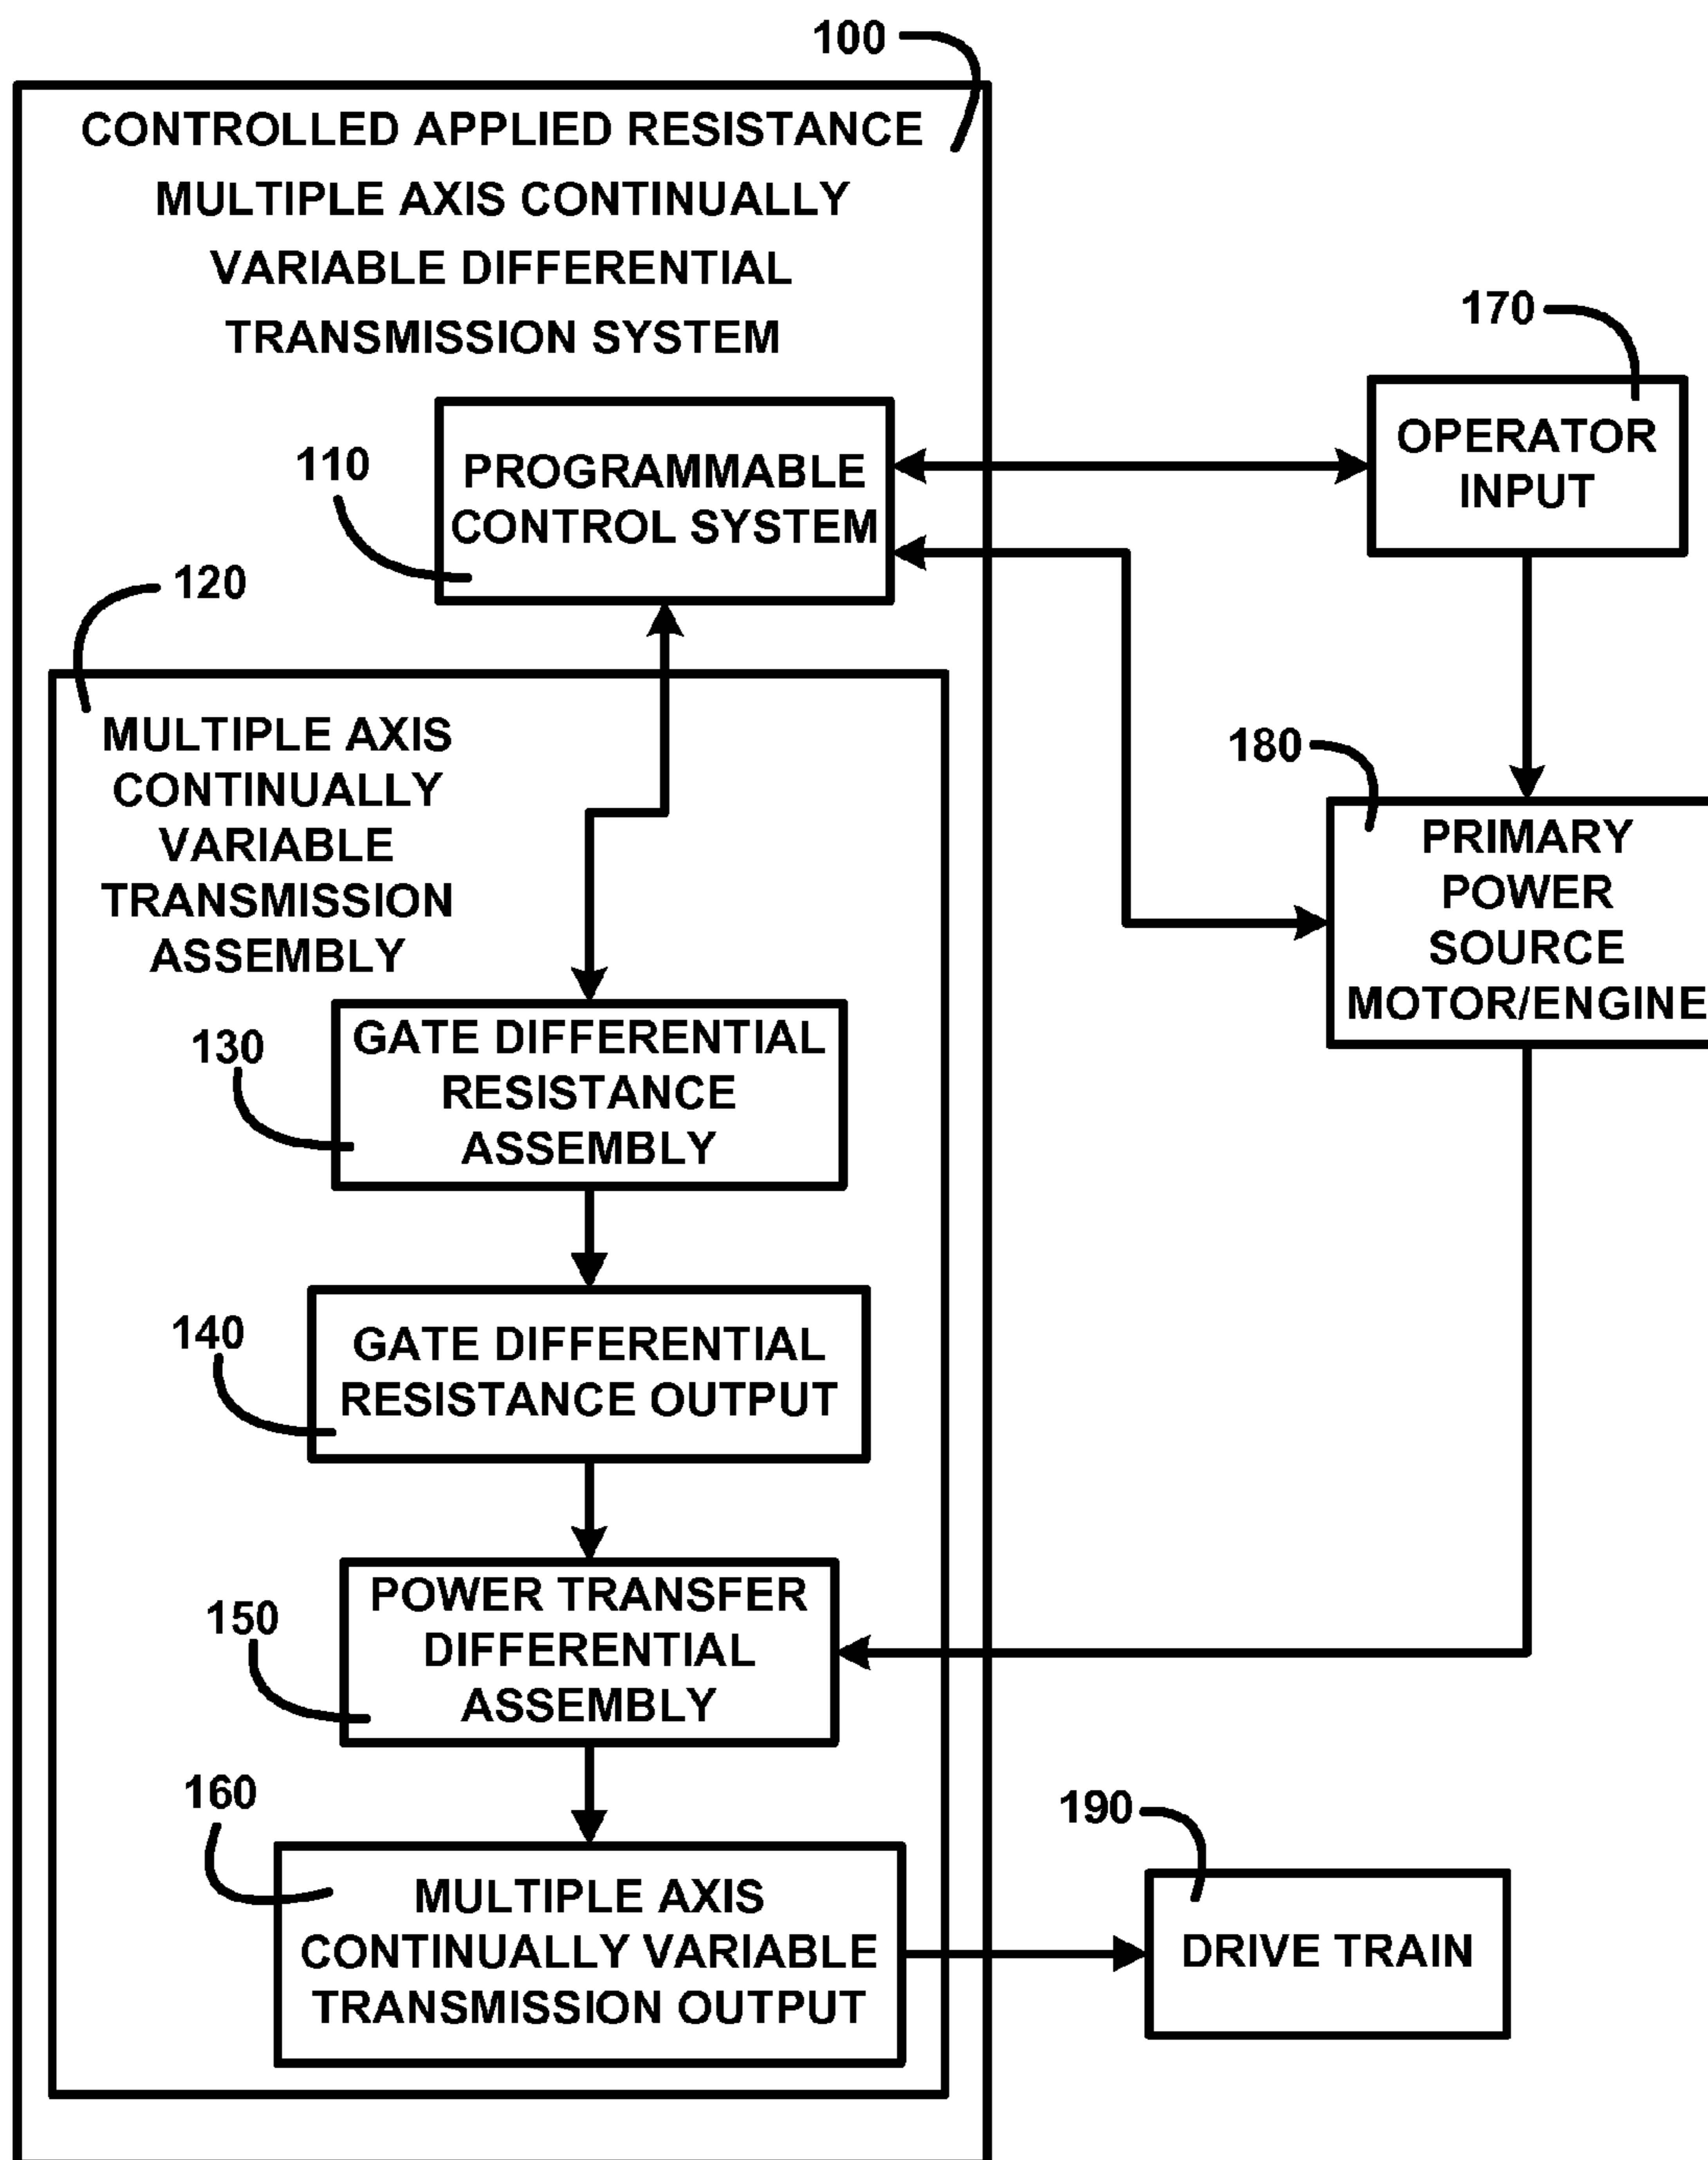 100
CONTROLLED APPLIED RESISTANCE
MULTIPLE AXIS CONTINUALLY
VARIABLE DIFFERENTIAL
TRANSMISSION SYSTEM
170
OPERATOR
INPUT
110
PROGRAMMABLE
CONTROL SYSTEM
120
MULTIPLE AXIS
CONTINUALLY
VARIABLE
TRANSMISSION
ASSEMBLY
180
PRIMARY
POWER
SOURCE
MOTOR/ENGINE
130
GATE DIFFERENTIAL
RESISTANCE
ASSEMBLY
140
GATE DIFFERENTIAL
RESISTANCE OUTPUT
150
POWER TRANSFER
DIFFERENTIAL
ASSEMBLY
160
MULTIPLE AXIS
CONTINUALLY VARIABLE
TRANSMISSION OUTPUT
190
DRIVE TRAIN